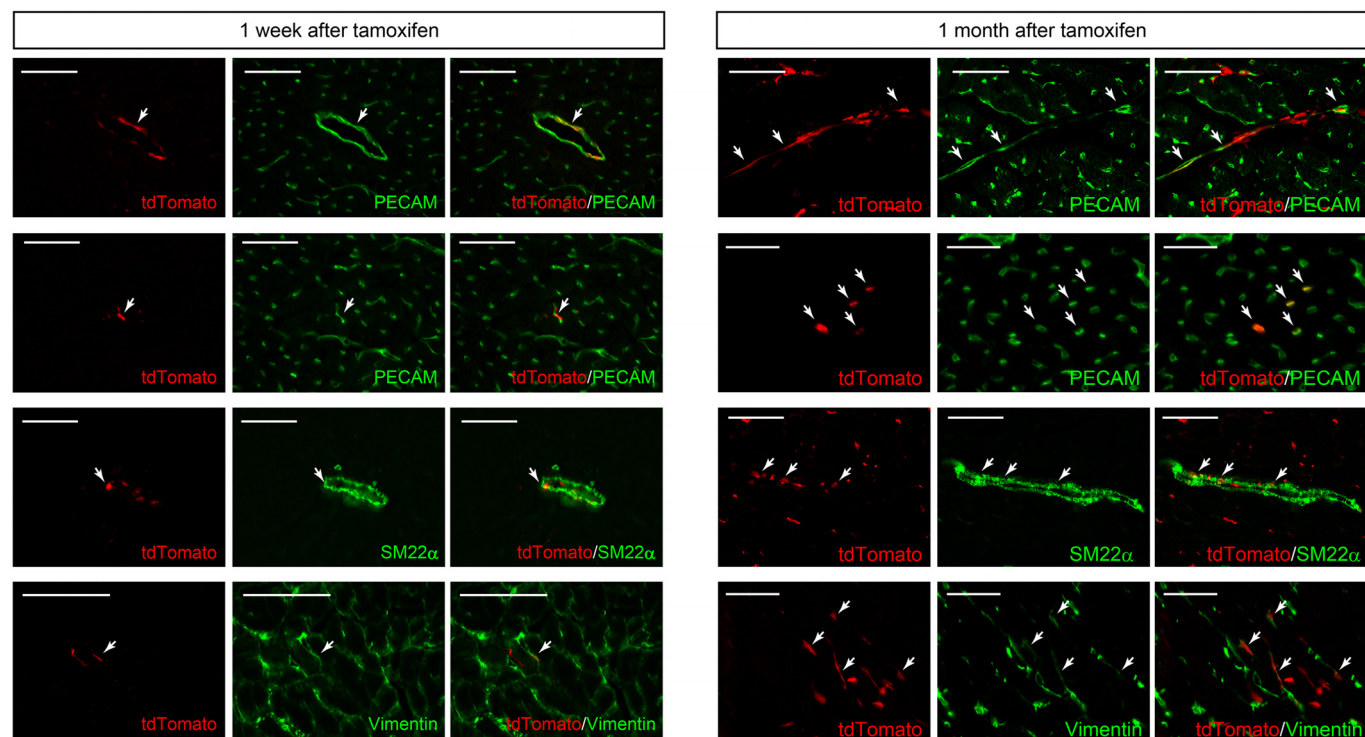 1 week after tamoxifen
1 month after tamoxifen
tdTomato
PECAM
tdTomato/PECAM
tdTomato
PECAM
tdTomato/PECAM
tdTomato
PECAM
tdTomato/PECAM
tdTomato
PECAM
tdTomato/PECAM
tdTomato
SM22α
tdTomato/SM22α
tdTomato
SM22α
tdTomato/SM22α
tdTomato
Vimentin
tdTomato/Vimentin
tdTomato
Vimentin
tdTomato/Vimentin